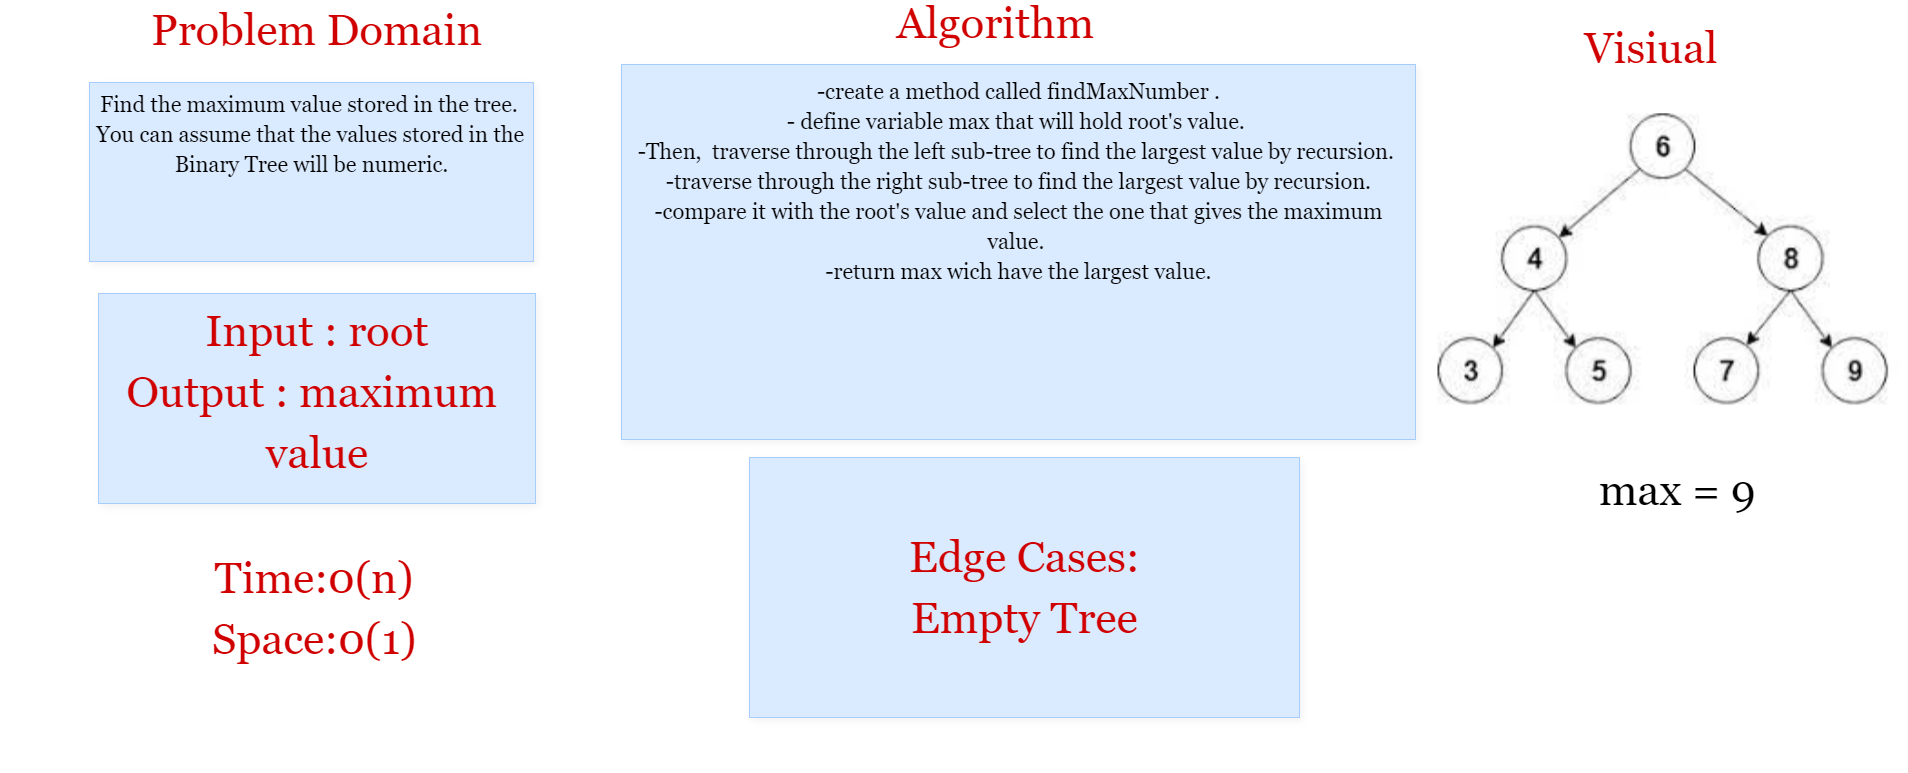 Problem Domain
Find the maximum value stored in the tree.
You can assume that the values stored in the
Binary Tree will be numeric.
Input : root
Output : maximum
value
Time:0(n)
Space:0(1)
Algorithm
-create a method called findMaxNumber .
- define variable max that will hold root's value.
-Then,  traverse through the left sub-tree to find the largest value by recursion.
-traverse through the right sub-tree to find the largest value by recursion.
-compare it with the root's value and select the one that gives the maximum
value.
-return max wich have the largest value.
Edge Cases:
Empty Tree
Visiual
6
4 8
3 5 7 9
max = 9